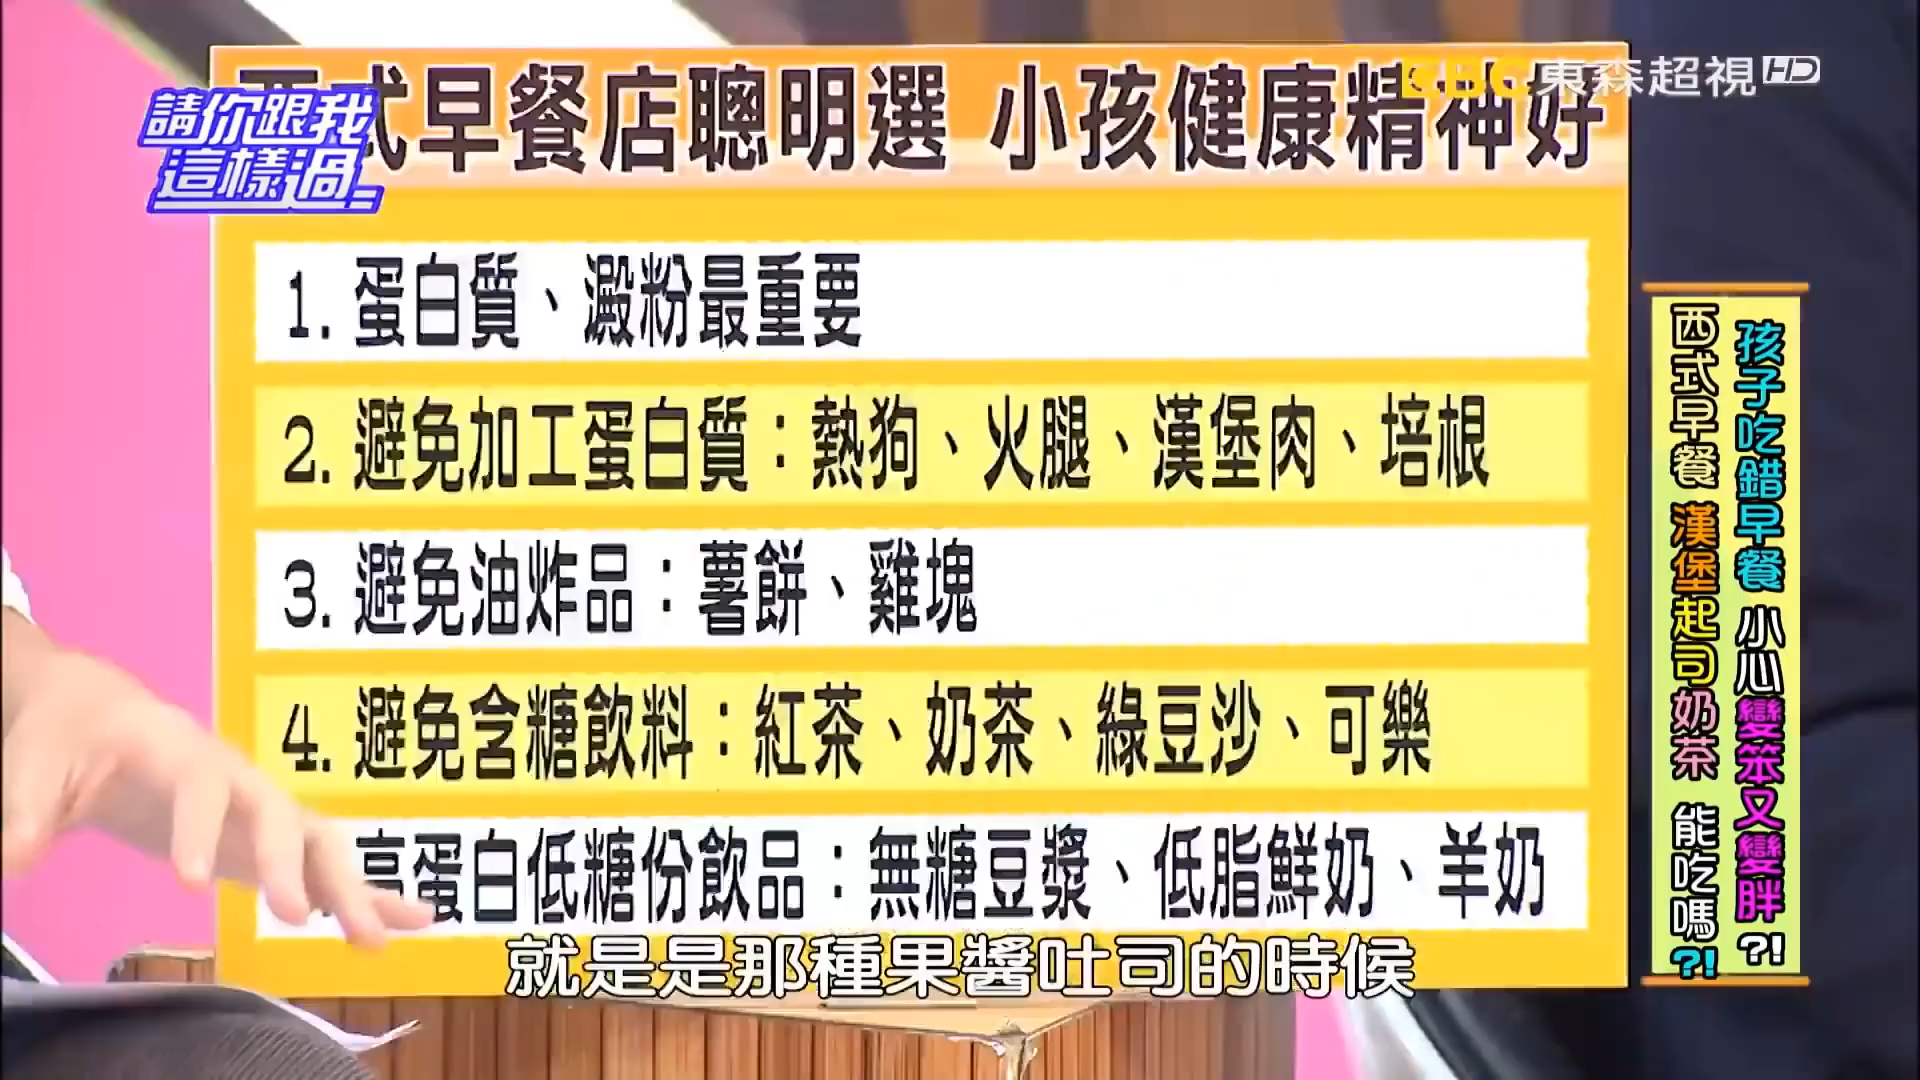 西式早餐店聰明選 小孩健康精神好
請你跟我
這樣過
EBC 東森超視 HD
1. 蛋白質、澱粉最重要
2. 避免加工蛋白質：熱狗、火腿、漢堡肉、培根
3. 避免油炸品：薯餅、雞塊
4. 避免含糖飲料：紅茶、奶茶、綠豆沙、可樂
高蛋白低糖份飲品：無糖豆漿、低脂鮮奶、羊奶
孩子吃錯早餐 小心變笨又變胖?!
西式早餐 漢堡起司奶茶 能吃嗎?!
就是是那種果醬吐司的時候